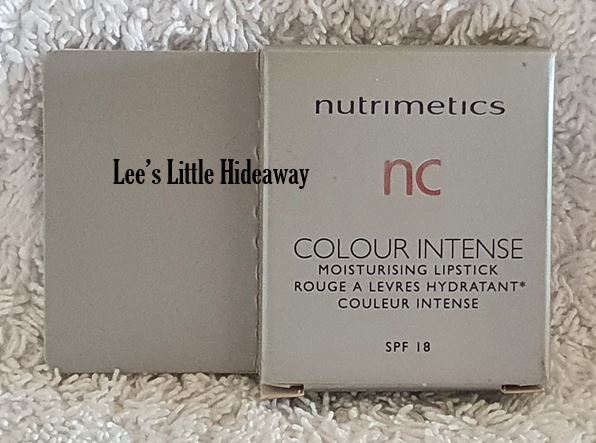 Lee's Little Hideaway
nutrimetics
nc
COLOUR INTENSE
MOISTURISING LIPSTICK
ROUGE A LEVRES HYDRATANT*
COULEUR INTENSE
SPF 18